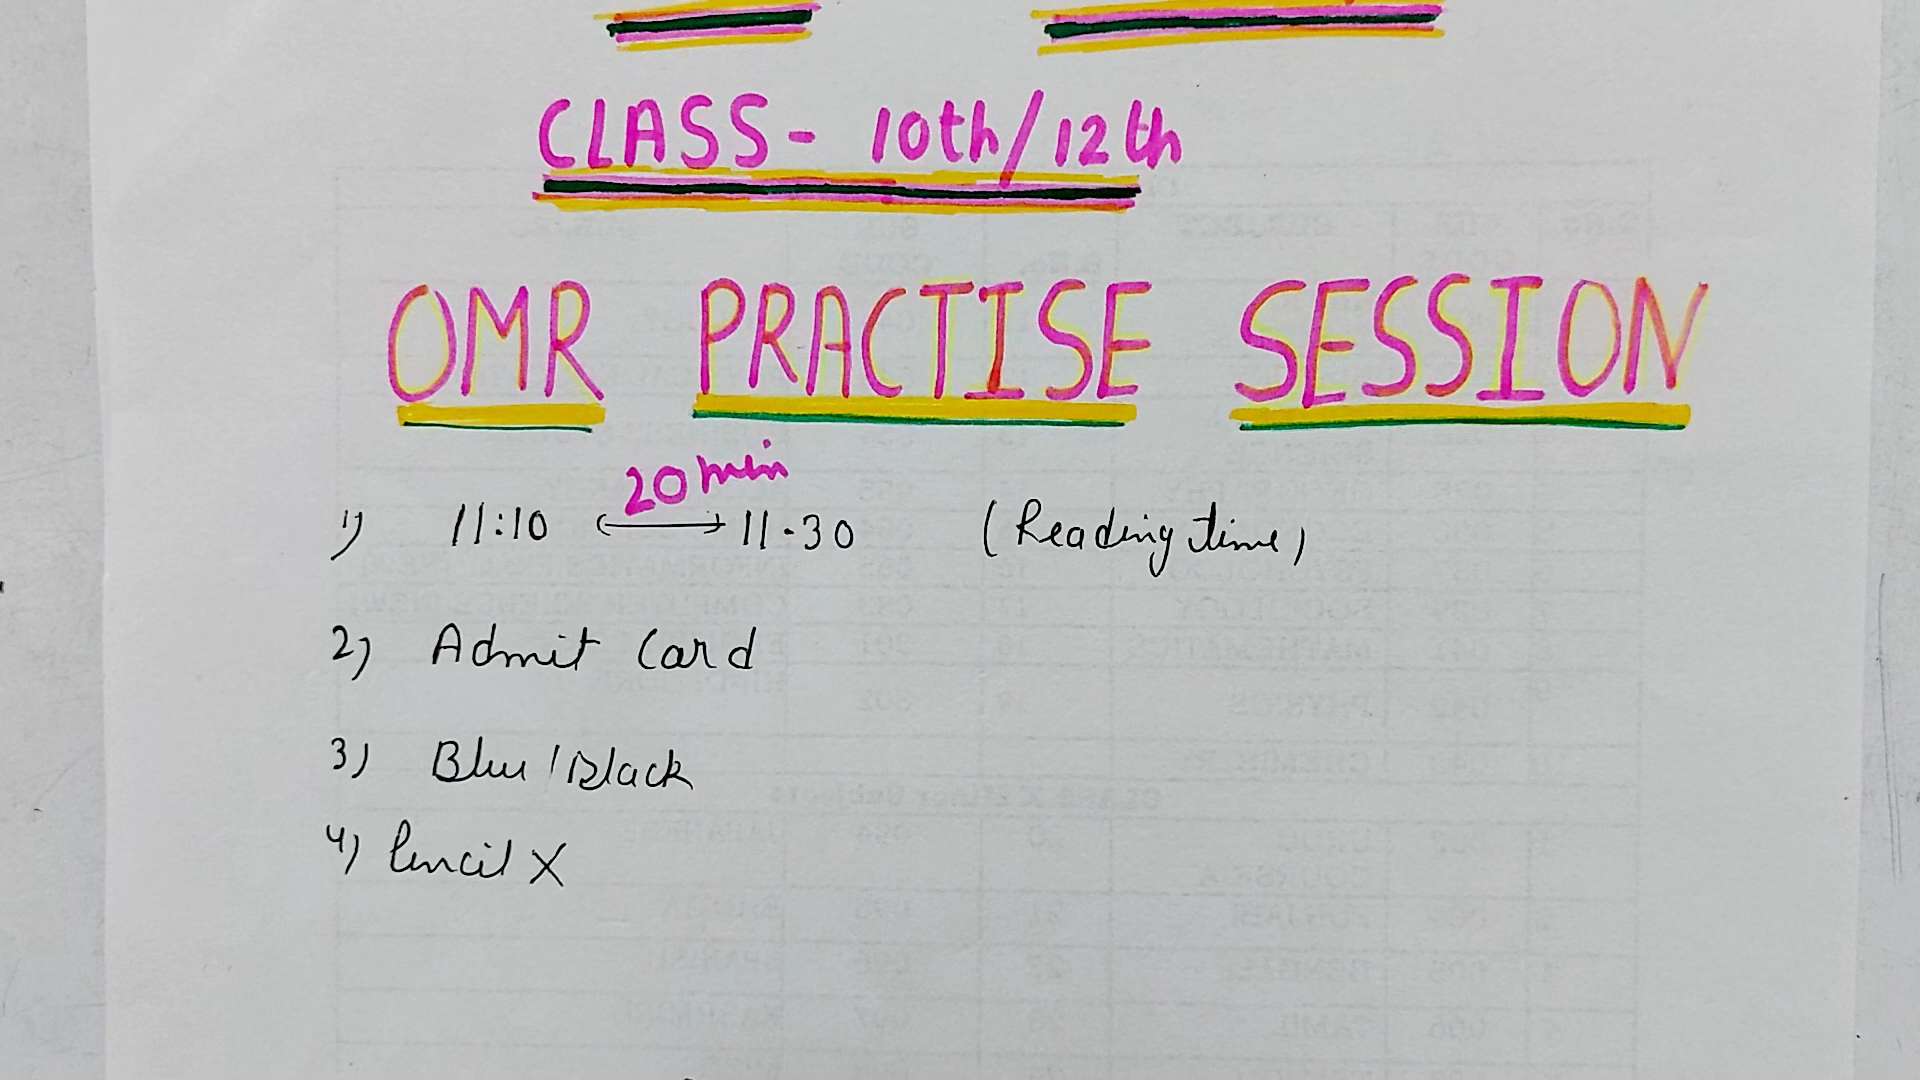 CLASS- 10th/12th
OMR PRACTISE SESSION
20 min
1) 11:10 ↔ 11-30 (Reading time)
2) Admit Card
3) Blue/Black
4) Pencil X